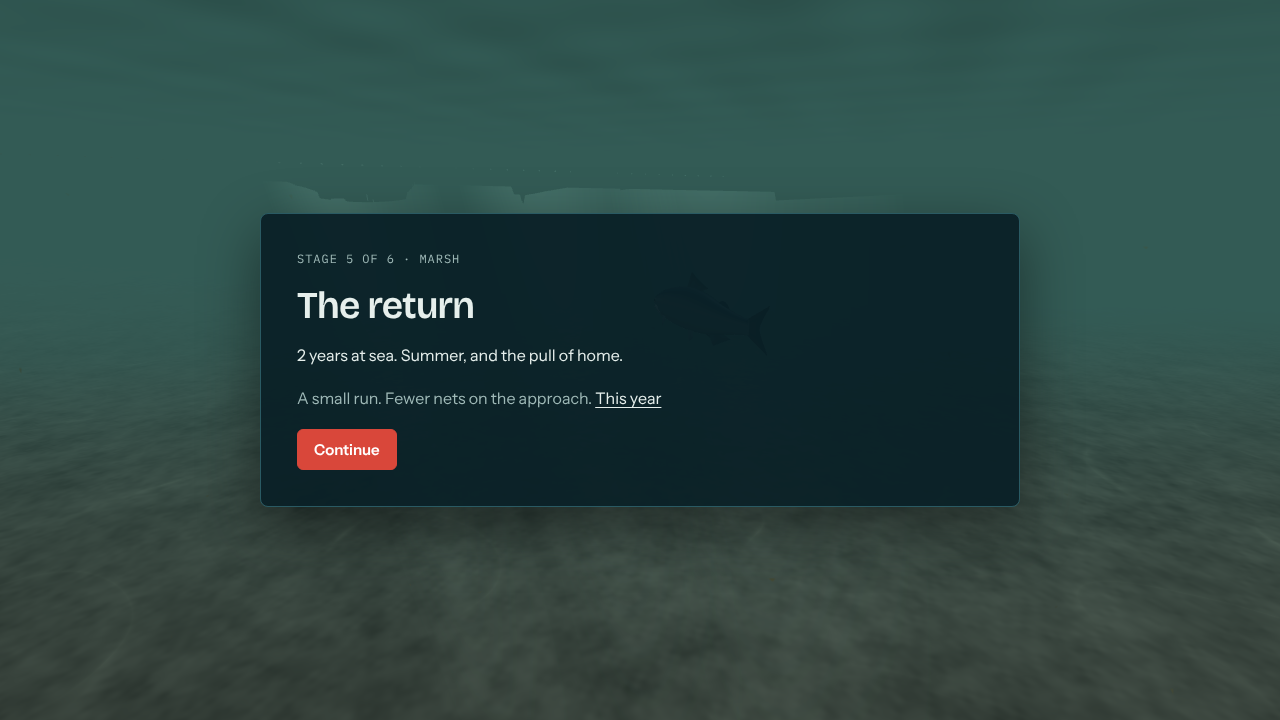 STAGE 5 OF 6 · MARSH
The return
2 years at sea. Summer, and the pull of home.
A small run. Fewer nets on the approach. This year
Continue